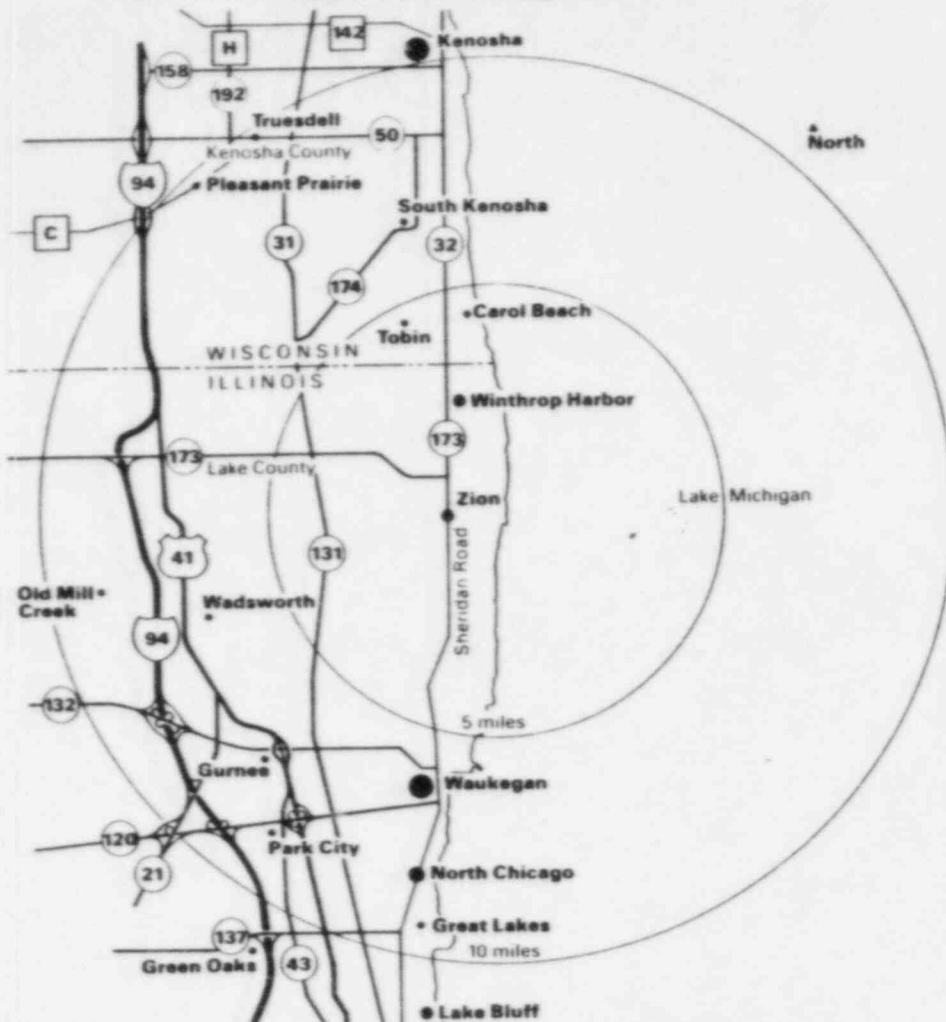 142
Kenosha
H
158
192
Truesdell
50
North
Kenosha County
94
Pleasant Prairie
South Kenosha
C
31
32
174
Carol Beach
Tobin
WISCONSIN
ILLINOIS
Winthrop Harbor
173
173
Lake County
Zion
Lake Michigan
41
131
Sheridan Road
Old Mill
Creek
Wadsworth
94
132
5 miles
Gurnee
Waukegan
120
Park City
21
North Chicago
Great Lakes
137
10 miles
Green Oaks
43
Lake Bluff